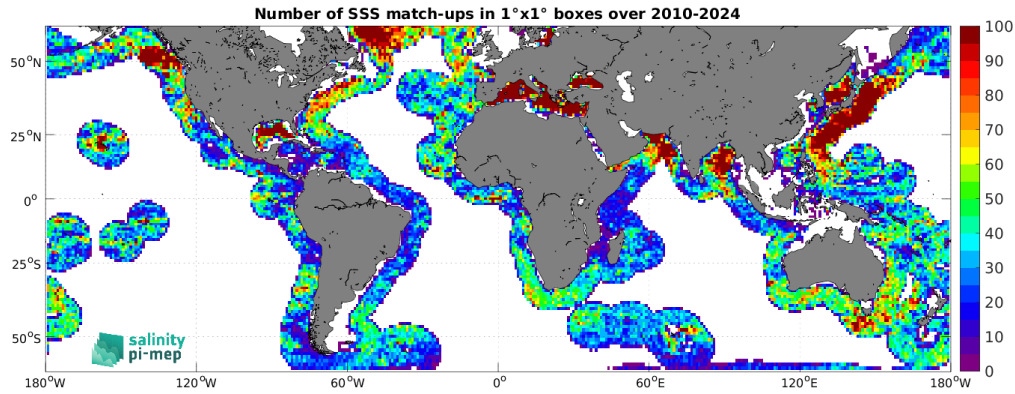 Number of SSS match-ups in 1°x1° boxes over 2010-2024
50°N
25°N
0°
25°S
50°S
180°W
120°W
60°W
0°
60°E
120°E
180°W
100
90
80
70
60
50
40
30
20
10
0
salinity
pi-mep